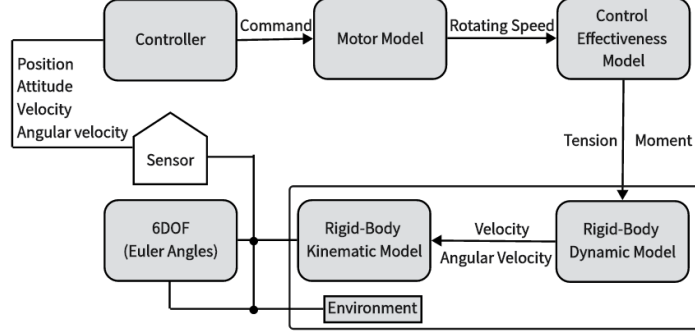 Controller
Command
Motor Model
Rotating Speed
Control
Effectiveness
Model
Position
Attitude
Velocity
Angular velocity
Sensor
Tension
Moment
6DOF
(Euler Angles)
Rigid-Body
Kinematic Model
Velocity
Angular Velocity
Rigid-Body
Dynamic Model
Environment